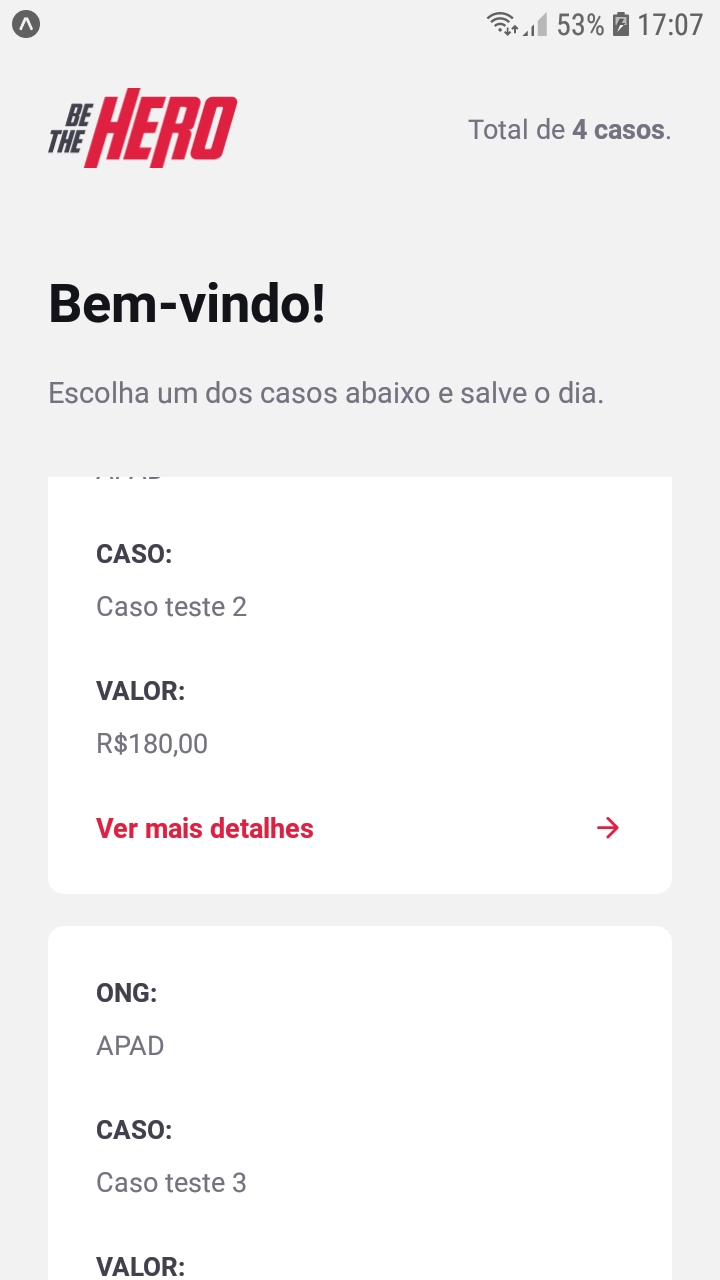 53% 17:07
BE THE HERO
Total de 4 casos.
Bem-vindo!
Escolha um dos casos abaixo e salve o dia.
CASO:
Caso teste 2
VALOR:
R$180,00
Ver mais detalhes
ONG:
APAD
CASO:
Caso teste 3
VALOR: